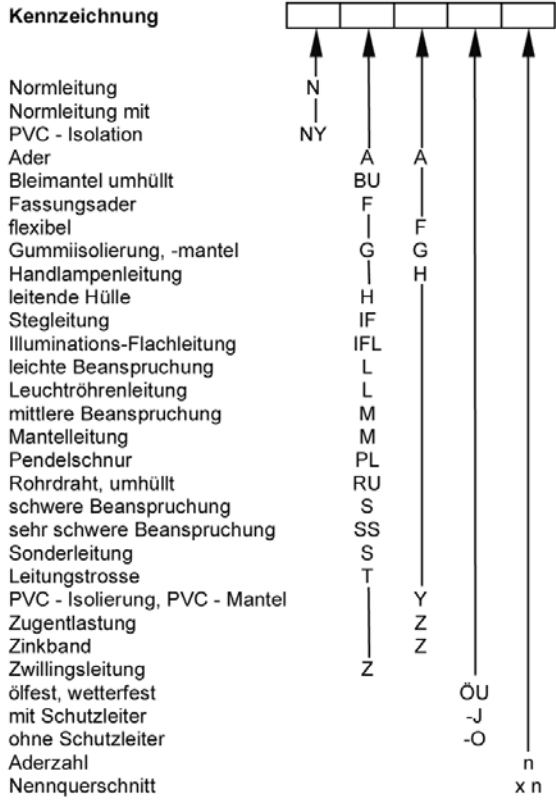 Kennzeichnung
Normleitung N
Normleitung mit
PVC - Isolation NY
Ader A A
Bleimantel umhüllt BU
Fassungsader F
flexibel F
Gummiisolierung, -mantel G G
Handlampenleitung H
leitende Hülle H
Stegleitung IF
Illuminations-Flachleitung IFL
leichte Beanspruchung L
Leuchtröhrenleitung L
mittlere Beanspruchung M
Mantelleitung M
Pendelschnur PL
Rohrdraht, umhüllt RU
schwere Beanspruchung S
sehr schwere Beanspruchung SS
Sonderleitung S
Leitungstrosse T
PVC - Isolierung, PVC - Mantel Y
Zugentlastung Z
Zinkband Z
Zwillingsleitung Z
ölfest, wetterfest ÖU
mit Schutzleiter -J
ohne Schutzleiter -O
Aderzahl n
Nennquerschnitt x n